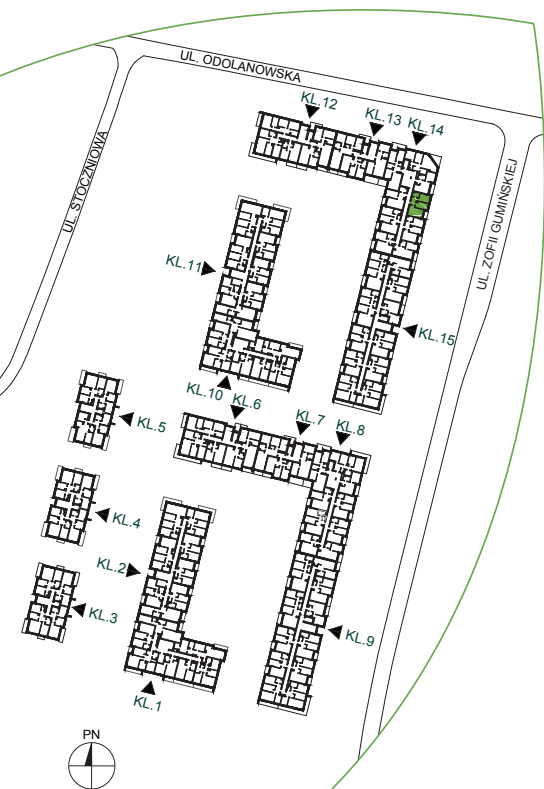 UL. ODOLANOWSKA
KL.12
KL.13
KL.14
UL. STOCZNIOWA
UL. ZOFII GUMIŃSKIEJ
KL.11
KL.15
KL.10
KL.6
KL.7
KL.8
KL.5
KL.4
KL.2
KL.3
KL.9
KL.1
PN